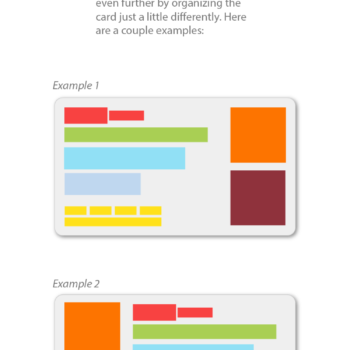 even further by organizing the
card just a little differently. Here
are a couple examples:
Example 1
Example 2